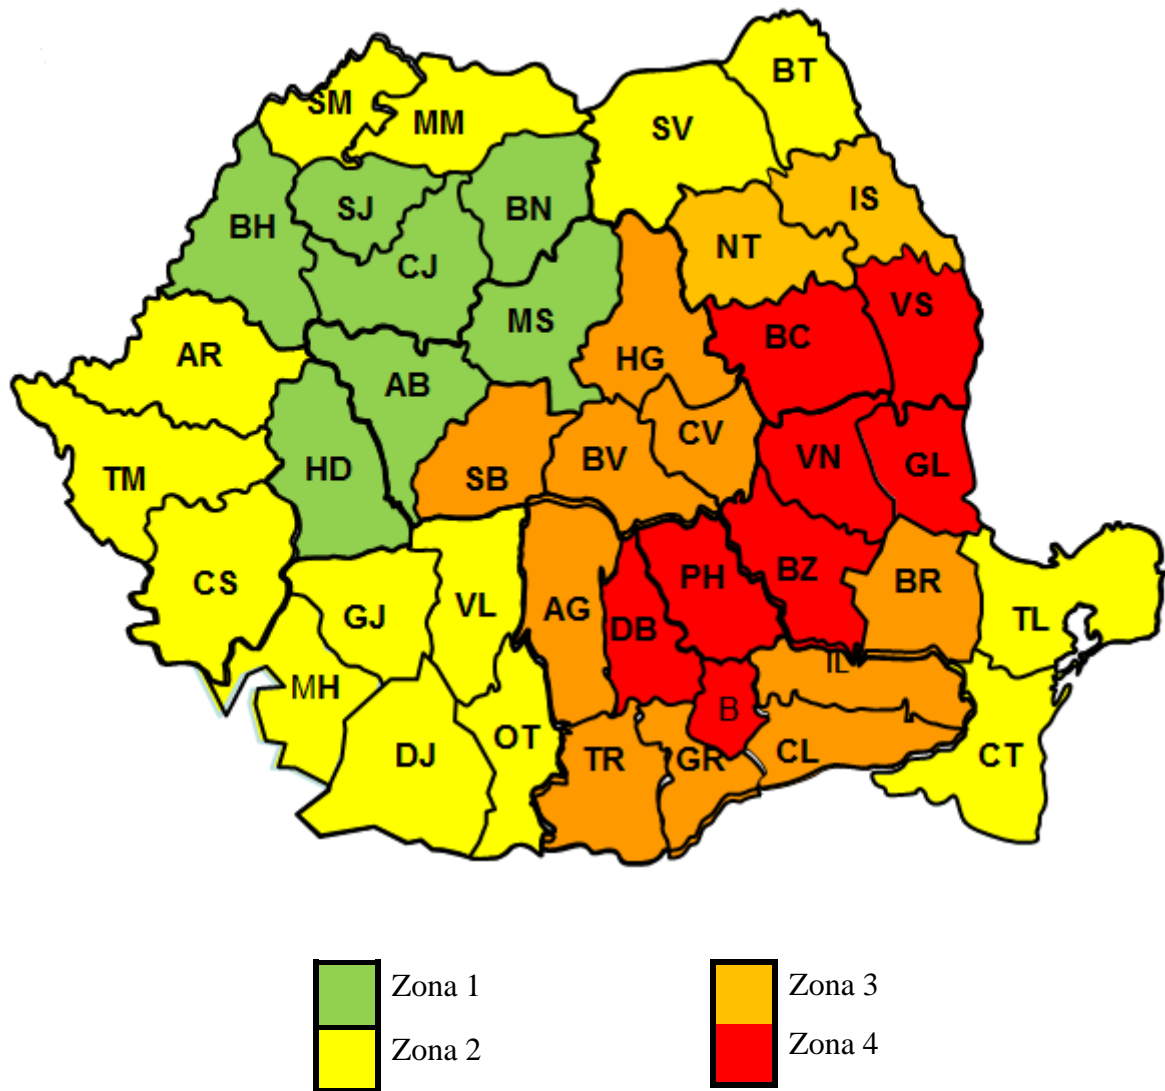 BT
SM
MM
SV
SJ
BN
IS
BH
NT
CJ
VS
MS
BC
AR
HG
AB
CV
VN
GL
TM
HD
SB
BV
CS
GJ
VL
AG
DB
PH
BZ
BR
TL
MH
IL
B
OT
DJ
TR
GR
CL
CT
Zona 1
Zona 3
Zona 2
Zona 4